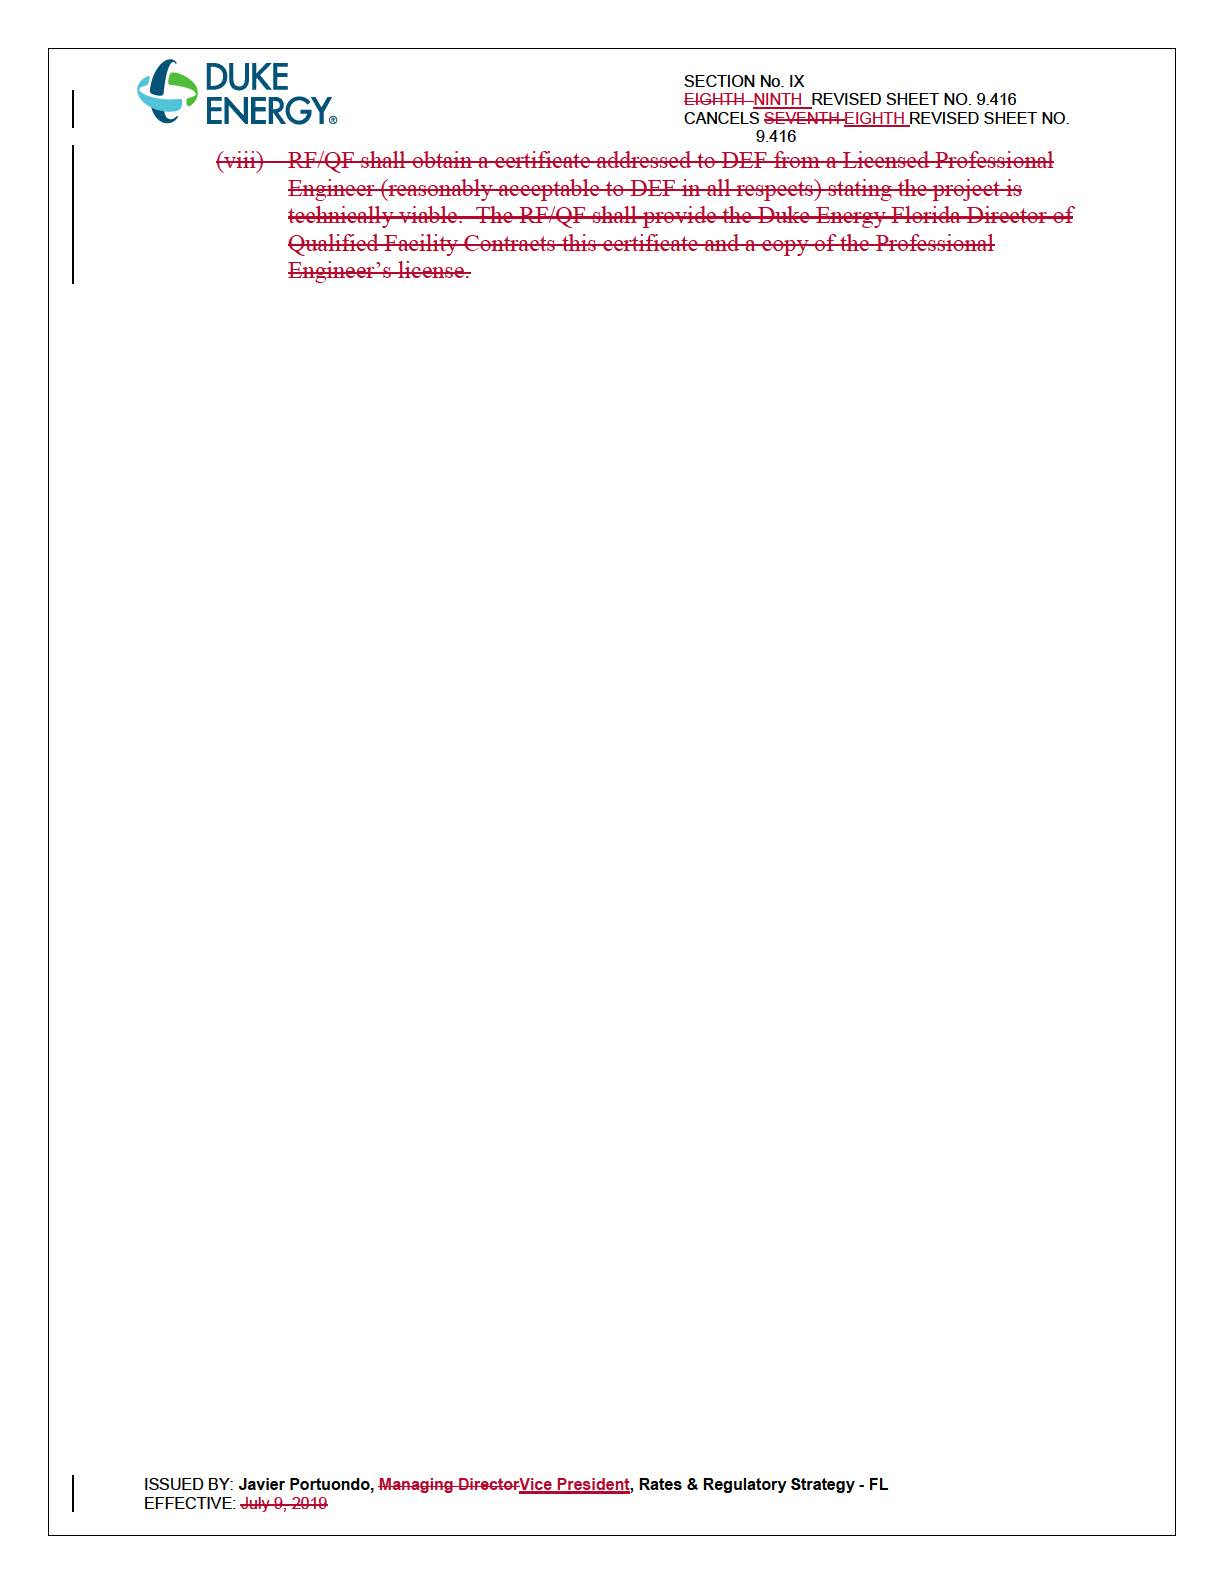 DUKE
ENERGY®
SECTION No. IX
EIGHTH NINTH REVISED SHEET NO. 9.416
CANCELS SEVENTH EIGHTH REVISED SHEET NO.
9.416
(viii) RF/QF shall obtain a certificate addressed to DEF from a Licensed Professional
Engineer (reasonably acceptable to DEF in all respects) stating the project is
technically viable. The RF/QF shall provide the Duke Energy Florida Director of
Qualified Facility Contracts this certificate and a copy of the Professional
Engineer’s license.
ISSUED BY: Javier Portuondo, Managing DirectorVice President, Rates & Regulatory Strategy - FL
EFFECTIVE: July 9, 2019